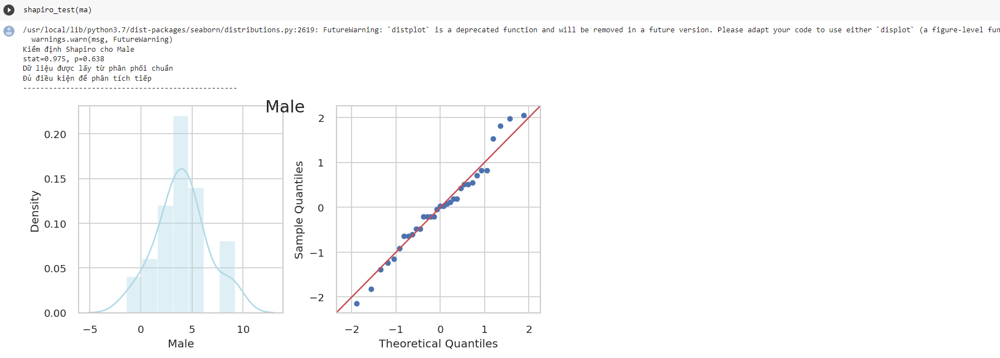 shapiro_test(ma)
/usr/local/lib/python3.7/dist-packages/seaborn/distributions.py:2619: FutureWarning: `distplot` is a deprecated function and will be removed in a future version. Please adapt your code to use either `displot` (a figure-level fun
warnings.warn(msg, FutureWarning)
Kiểm định Shapiro cho Male
stat=0.975, p=0.638
Dữ liệu được lấy từ phân phối chuẩn
Đủ điều kiện để phân tích tiếp
--------------------------------------------------
Male
0.20
0.15
0.10
0.05
0.00
Density
−5 0 5 10
Male
2
1
0
−1
−2
Sample Quantiles
−2 −1 0 1 2
Theoretical Quantiles